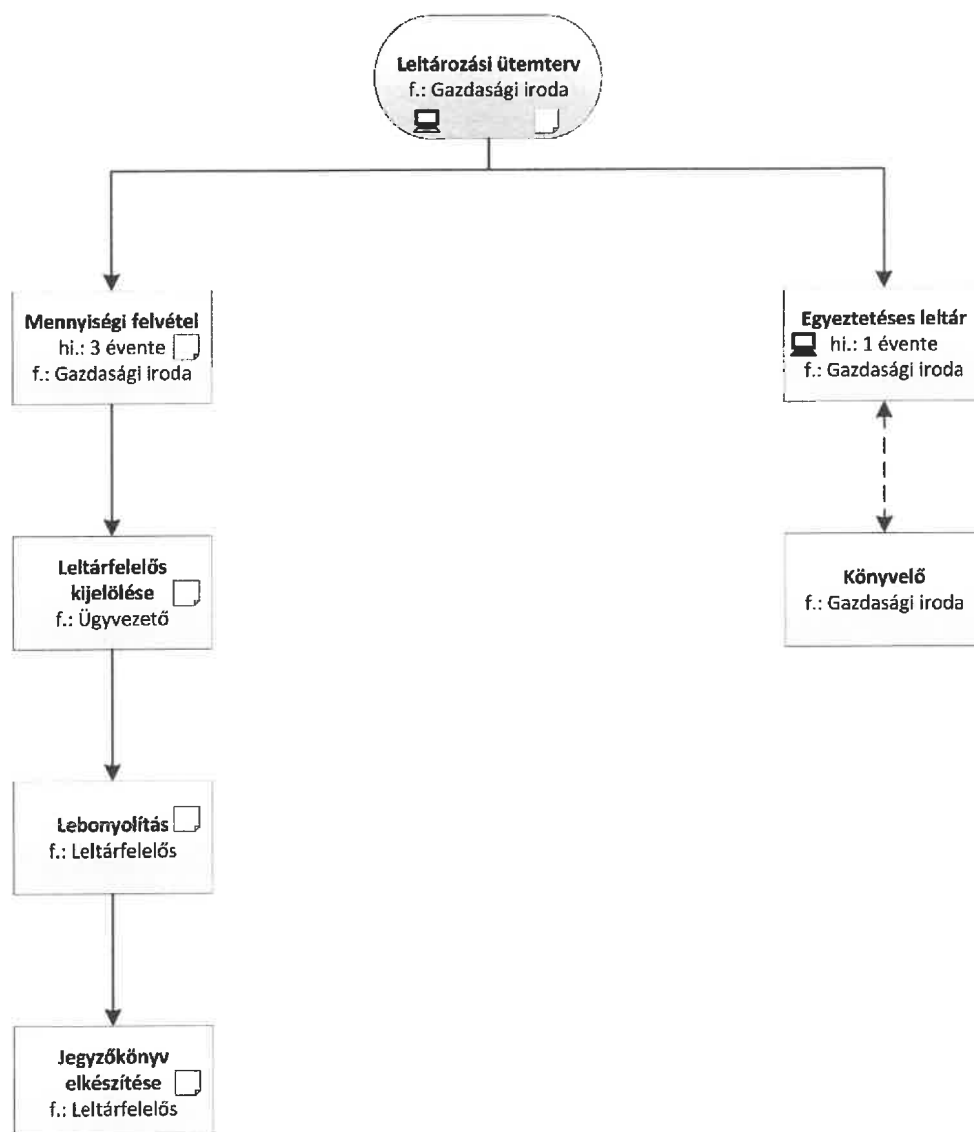 Leltározási ütemterv
f.: Gazdasági iroda
Mennyiségi felvétel
hi.: 3 évente
f.: Gazdasági iroda
Egyeztetéses leltár
hi.: 1 évente
f.: Gazdasági iroda
Leltárfelelős
kijelölése
f.: Ügyvezető
Könyvelő
f.: Gazdasági iroda
Lebonyolítás
f.: Leltárfelelős
Jegyzőkönyv
elkészítése
f.: Leltárfelelős